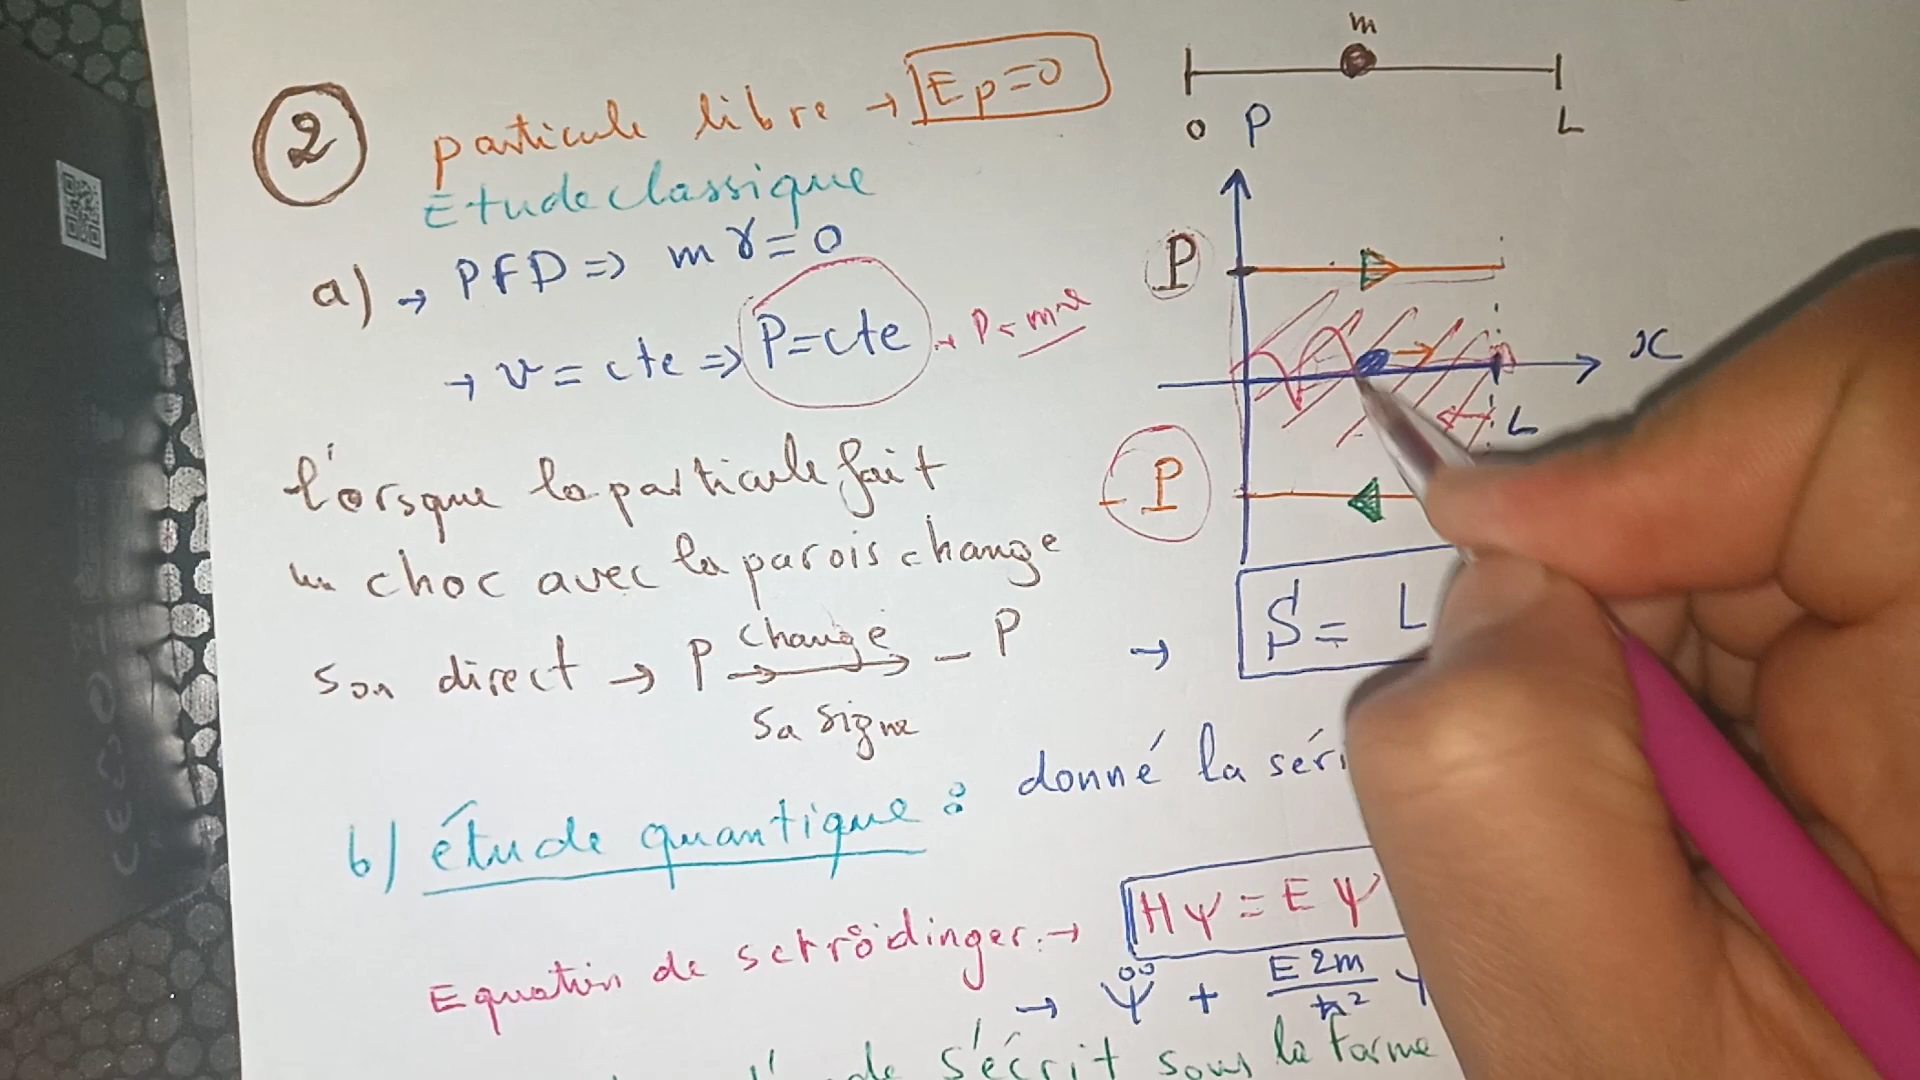 m
O L
② particule libre → Ep=0
Etude classique
a) → PFD => mγ=0
→ v = cte => P=cte → P=mv
P
P
x
L
- P
lorsque la particule fait
un choc avec la parois change
son direct → P change - P
sa signe
→ S = L
b) étude quantique :
donné la séri
Equation de schrödinger → Hψ = Eψ
→ ψ̈ + E2m/ħ² ψ
s'écrit sous la forme